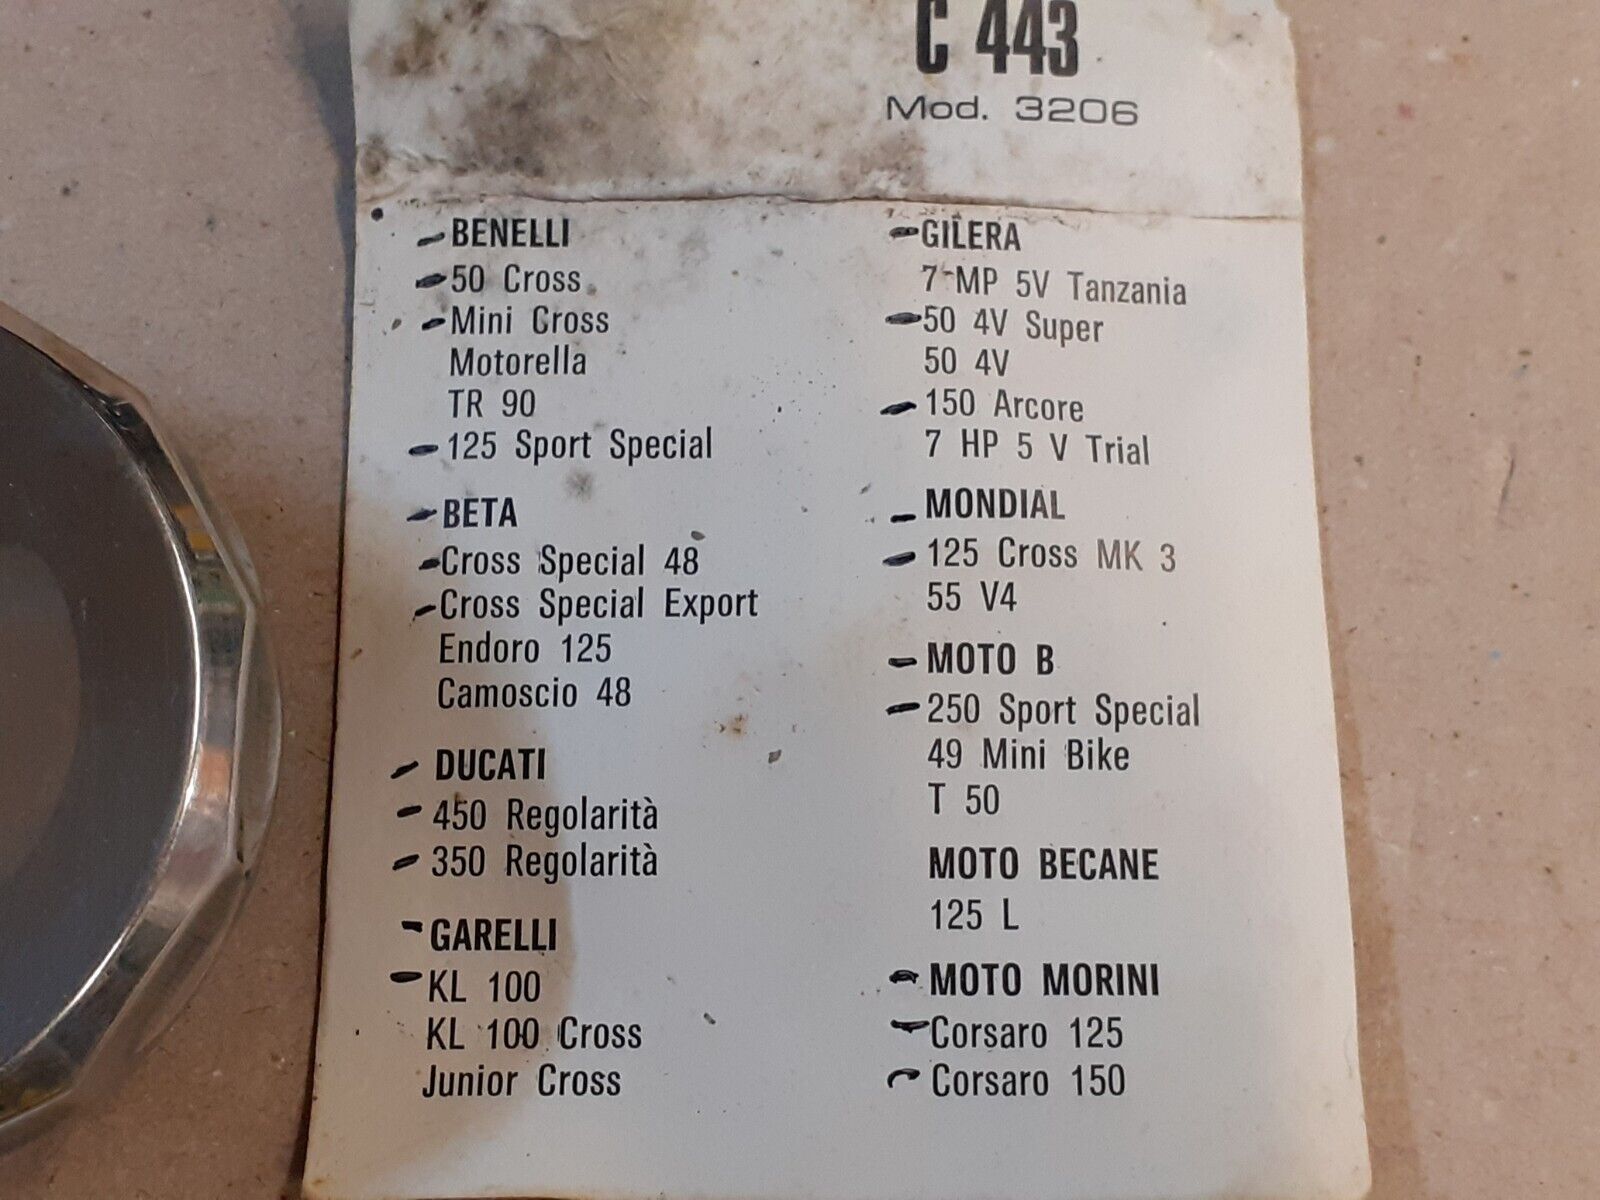 C 443
Mod. 3206
BENELLI
50 Cross
Mini Cross
Motorella
TR 90
125 Sport Special
BETA
Cross Special 48
Cross Special Export
Endoro 125
Camoscio 48
DUCATI
450 Regolarità
350 Regolarità
GARELLI
KL 100
KL 100 Cross
Junior Cross
GILERA
7 MP 5V Tanzania
50 4V Super
50 4V
150 Arcore
7 HP 5 V Trial
MONDIAL
125 Cross MK 3
55 V4
MOTO B
250 Sport Special
49 Mini Bike
T 50
MOTO BECANE
125 L
MOTO MORINI
Corsaro 125
Corsaro 150